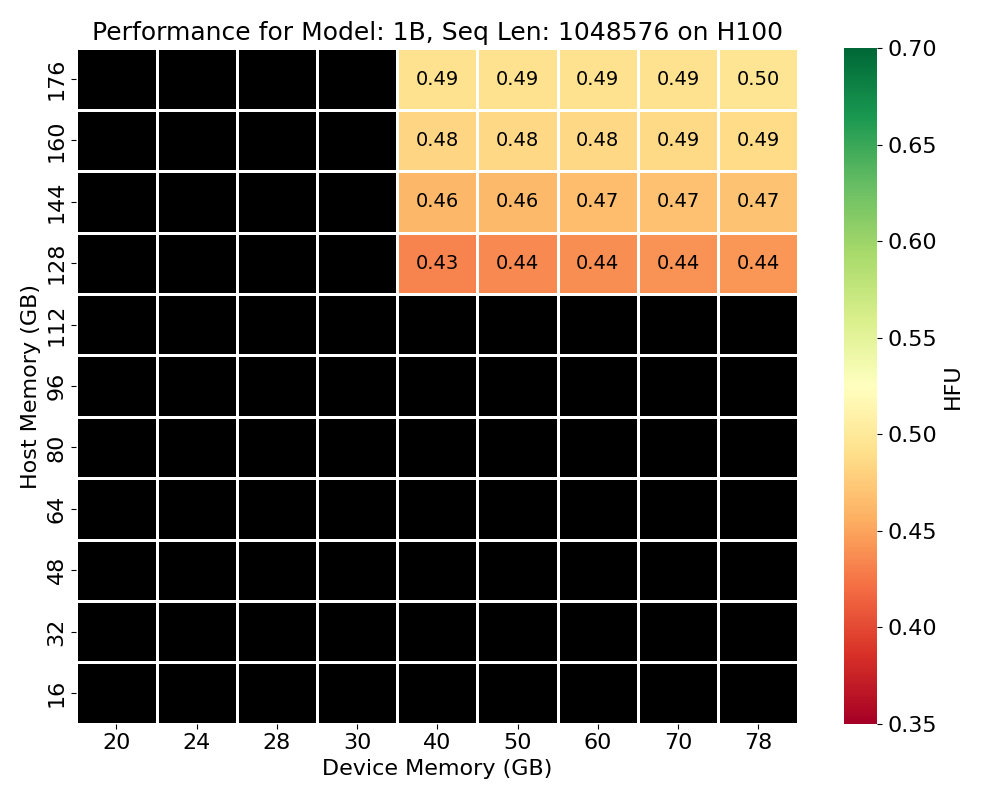 Performance for Model: 1B, Seq Len: 1048576 on H100
176 0.49 0.49 0.49 0.49 0.50
160 0.48 0.48 0.48 0.49 0.49
144 0.46 0.46 0.47 0.47 0.47
128 0.43 0.44 0.44 0.44 0.44
112
96
80
64
48
32
16
Host Memory (GB)
20 24 28 30 40 50 60 70 78
Device Memory (GB)
0.70
0.65
0.60
0.55
0.50
0.45
0.40
0.35
HFU